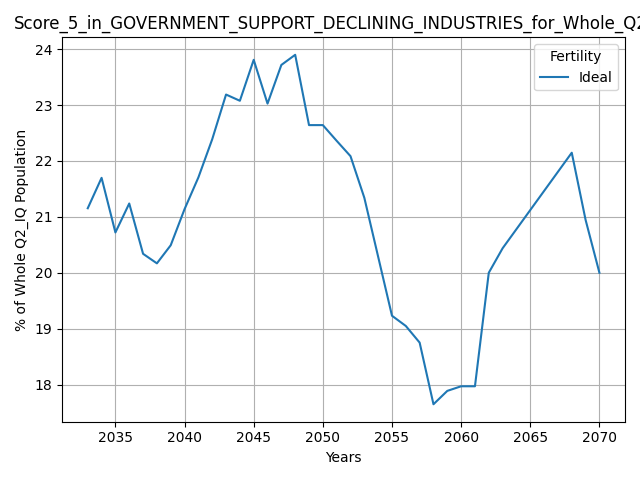 Score_5_in_GOVERNMENT_SUPPORT_DECLINING_INDUSTRIES_for_Whole_Q2
Fertility
Ideal
% of Whole Q2_IQ Population
24
23
22
21
20
19
18
2035 2040 2045 2050 2055 2060 2065 2070
Years